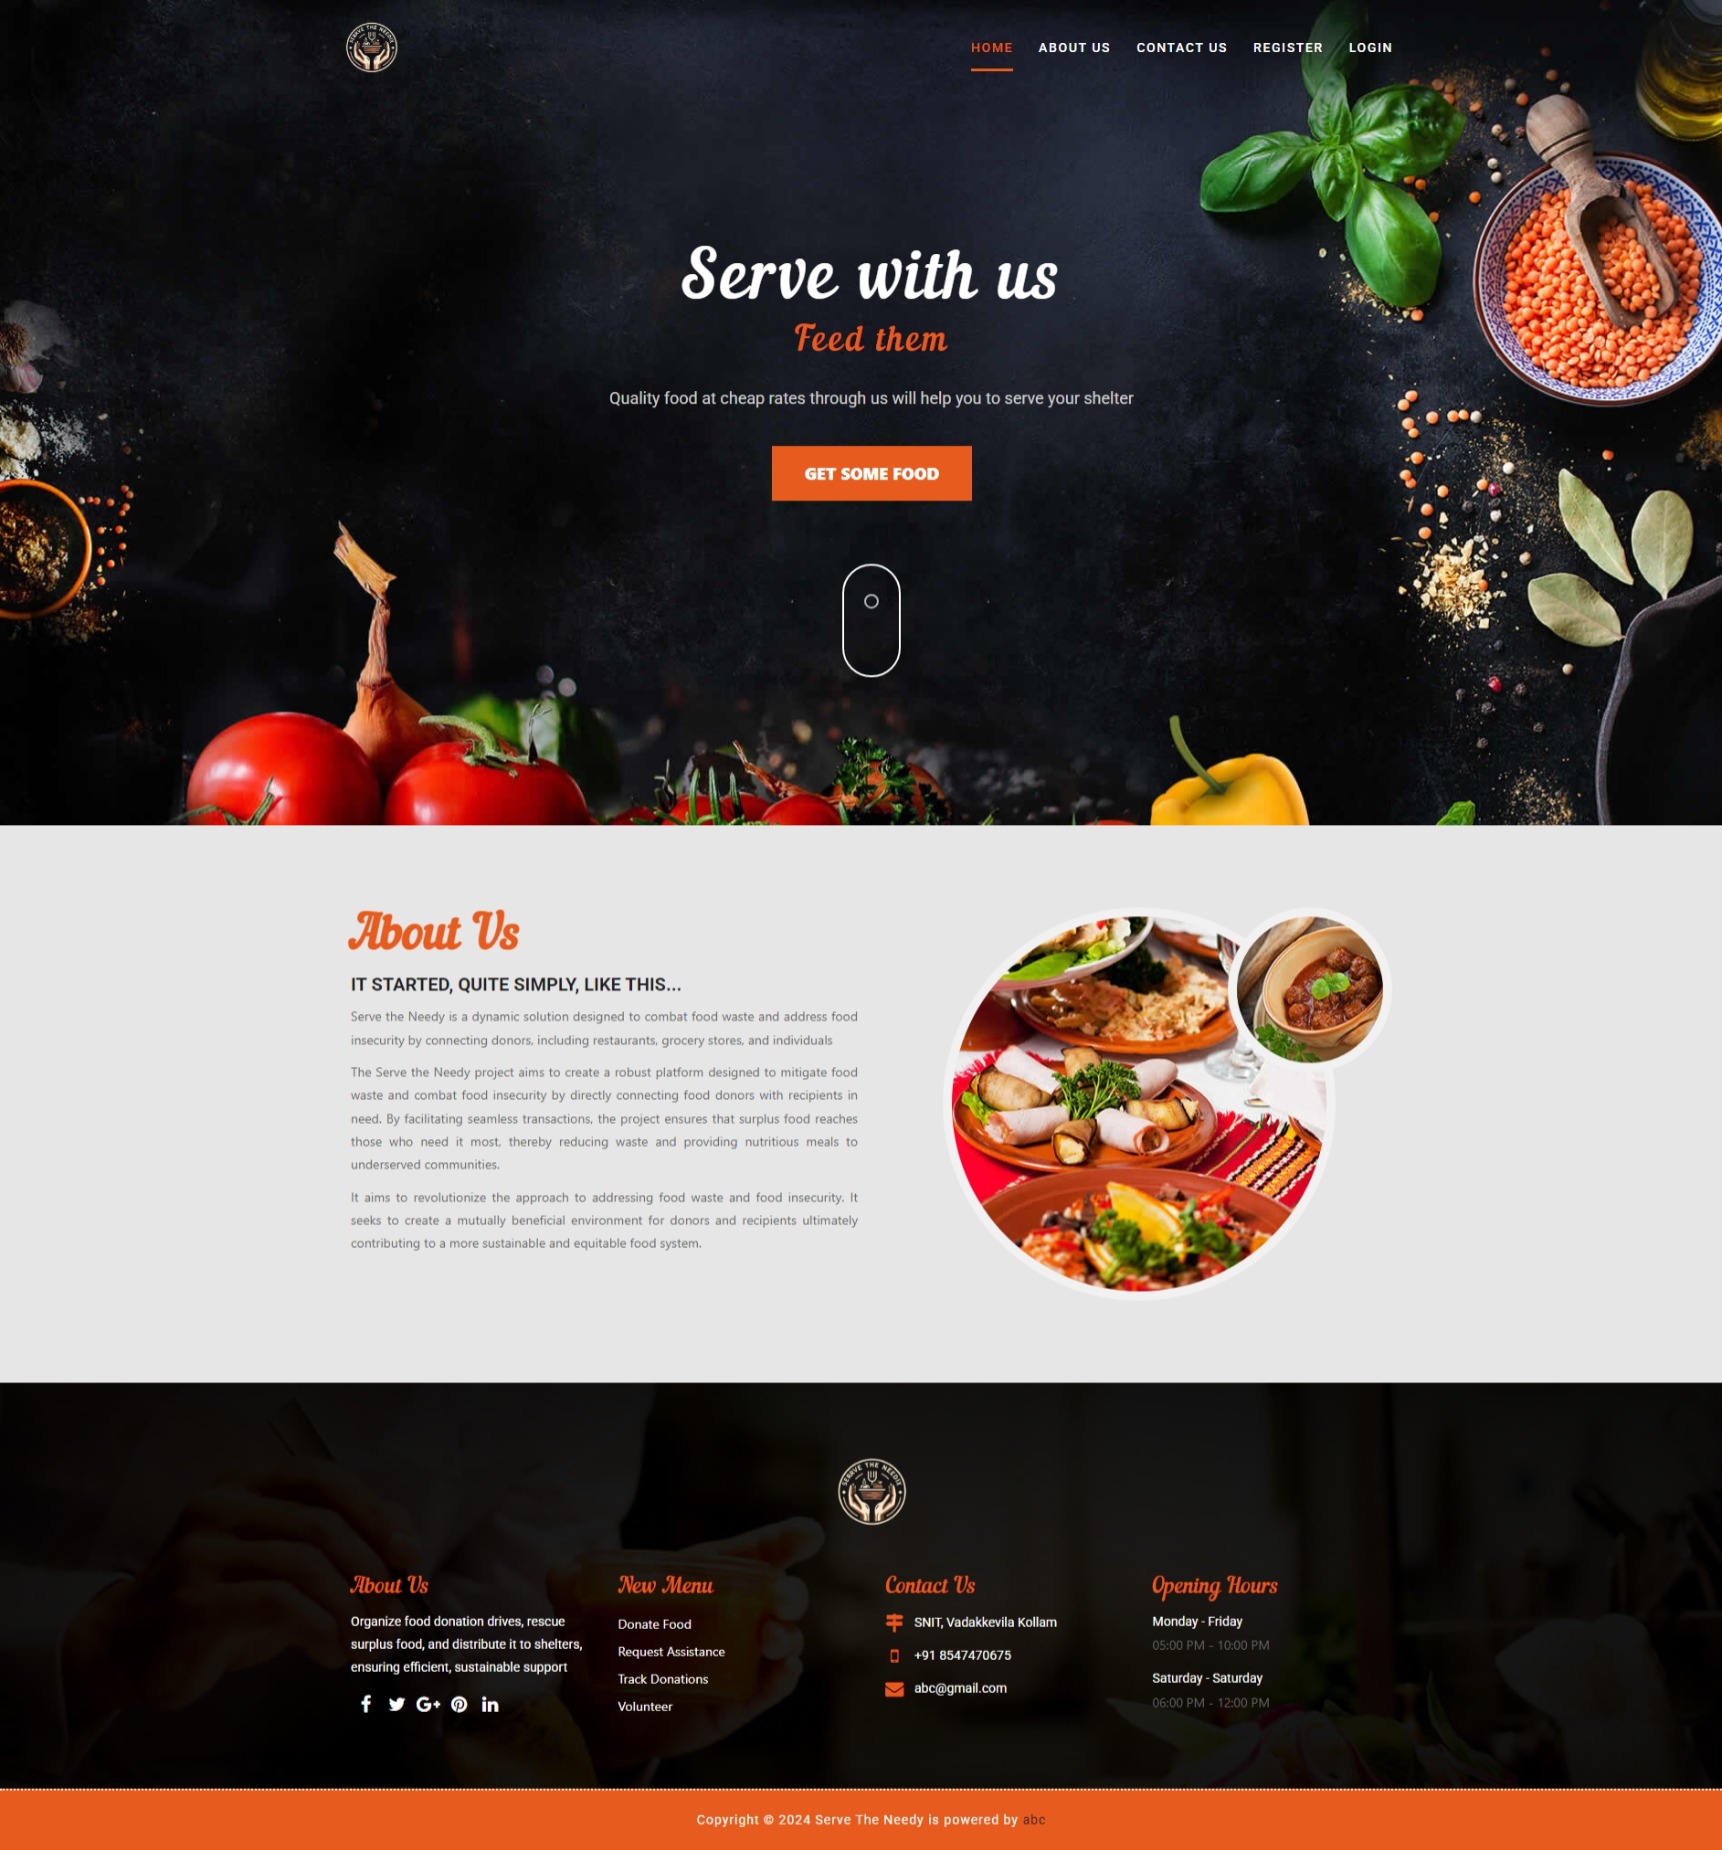 SERVE THE NEEDIE
HOME ABOUT US CONTACT US REGISTER LOGIN
Serve with us
Feed them
Quality food at cheap rates through us will help you to serve your shelter
GET SOME FOOD
About Us
IT STARTED, QUITE SIMPLY, LIKE THIS...
Serve the Needy is a dynamic solution designed to combat food waste and address food
insecurity by connecting donors, including restaurants, grocery stores, and individuals
The Serve the Needy project aims to create a robust platform designed to mitigate food
waste and combat food insecurity by directly connecting food donors with recipients in
need. By facilitating seamless transactions, the project ensures that surplus food reaches
those who need it most, thereby reducing waste and providing nutritious meals to
underserved communities.
It aims to revolutionize the approach to addressing food waste and food insecurity. It
seeks to create a mutually beneficial environment for donors and recipients ultimately
contributing to a more sustainable and equitable food system.
SERVE THE NEEDIE
About Us
Organize food donation drives, rescue
surplus food, and distribute it to shelters,
ensuring efficient, sustainable support
New Menu
Donate Food
Request Assistance
Track Donations
Volunteer
Contact Us
SNIT, Vadakkevila Kollam
+91 8547470675
abc@gmail.com
Opening Hours
Monday - Friday
05:00 PM - 10:00 PM
Saturday - Saturday
06:00 PM - 12:00 PM
Copyright © 2024 Serve The Needy is powered by abc